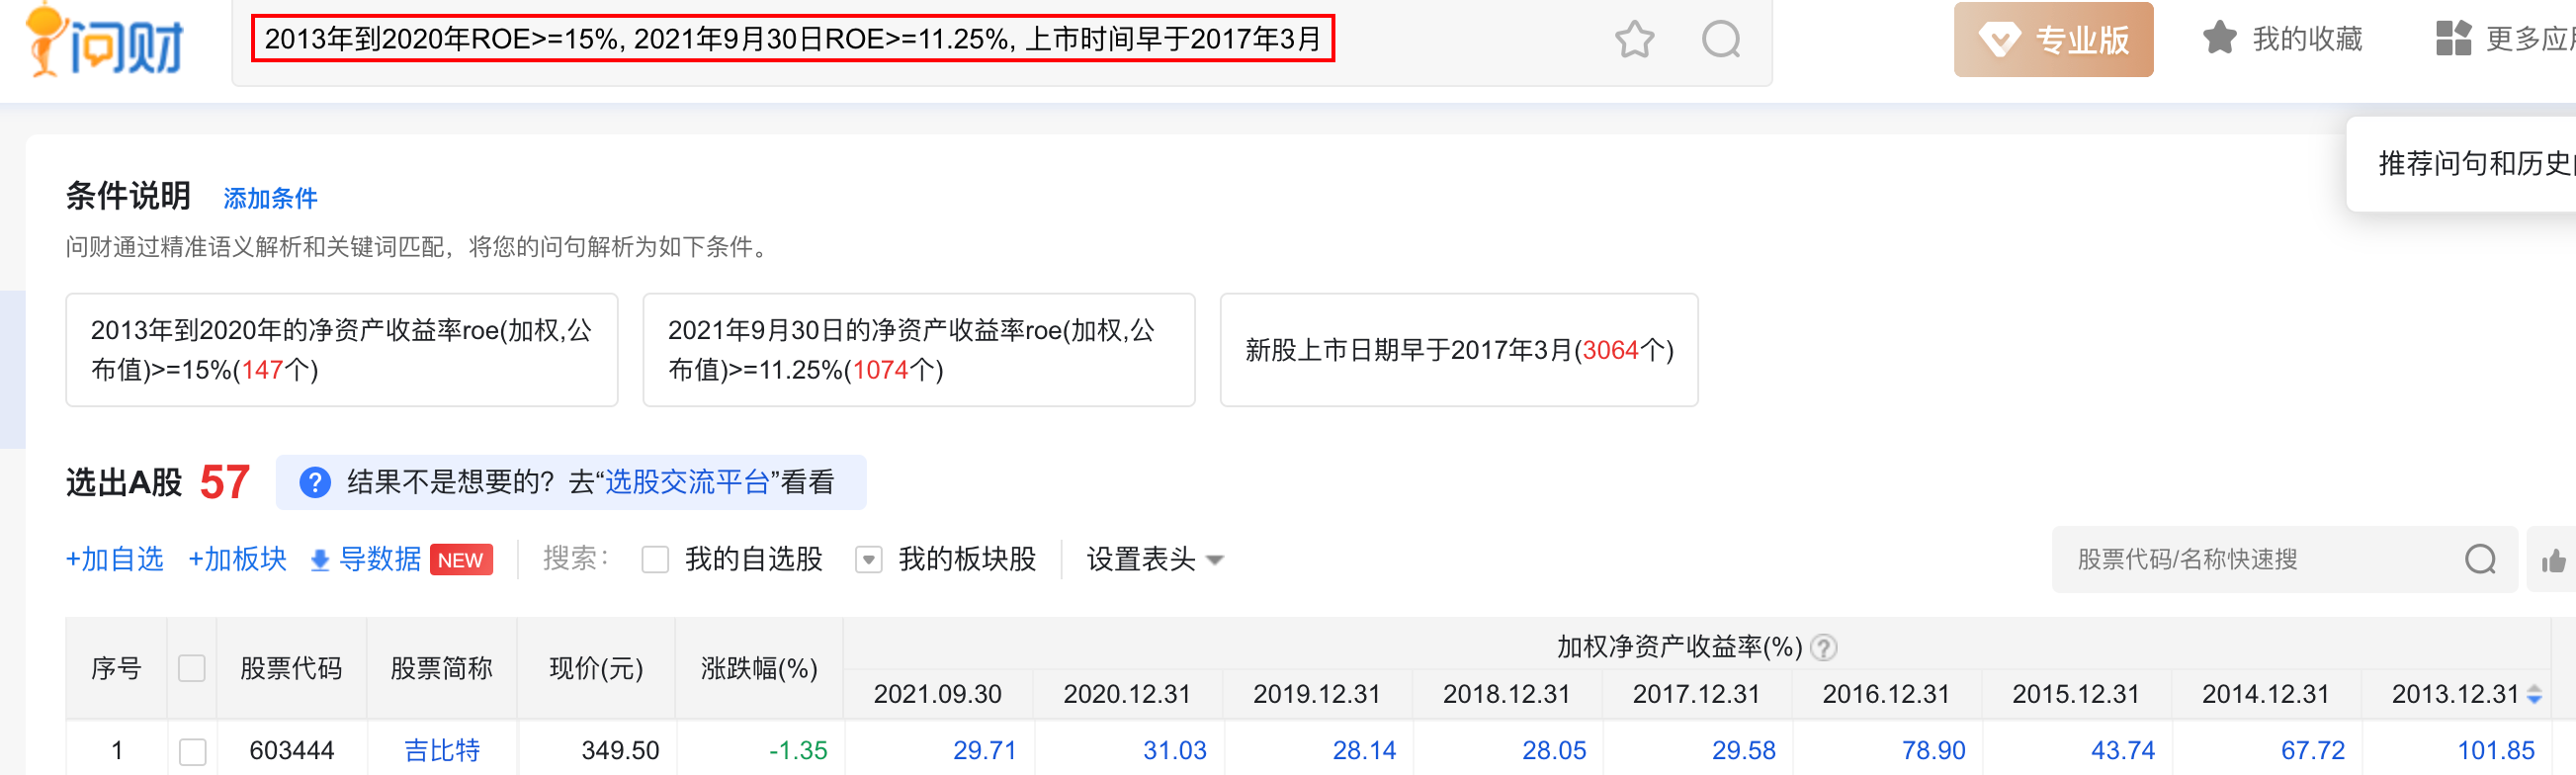 问财
2013年到2020年ROE>=15%, 2021年9月30日ROE>=11.25%, 上市时间早于2017年3月
专业版
我的收藏
更多应
推荐问句和历史
条件说明 添加条件
问财通过精准语义解析和关键词匹配，将您的问句解析为如下条件。
2013年到2020年的净资产收益率roe(加权,公
布值)>=15%(147个)
2021年9月30日的净资产收益率roe(加权,公
布值)>=11.25%(1074个)
新股上市日期早于2017年3月(3064个)
选出A股 57 结果不是想要的？去“选股交流平台”看看
+加自选 +加板块 导数据 NEW 搜索： 我的自选股 我的板块股 设置表头 股票代码/名称快速搜
序号 股票代码 股票简称 现价(元) 涨跌幅(%) 加权净资产收益率(%)
2021.09.30 2020.12.31 2019.12.31 2018.12.31 2017.12.31 2016.12.31 2015.12.31 2014.12.31 2013.12.31
1 603444 吉比特 349.50 -1.35 29.71 31.03 28.14 28.05 29.58 78.90 43.74 67.72 101.85